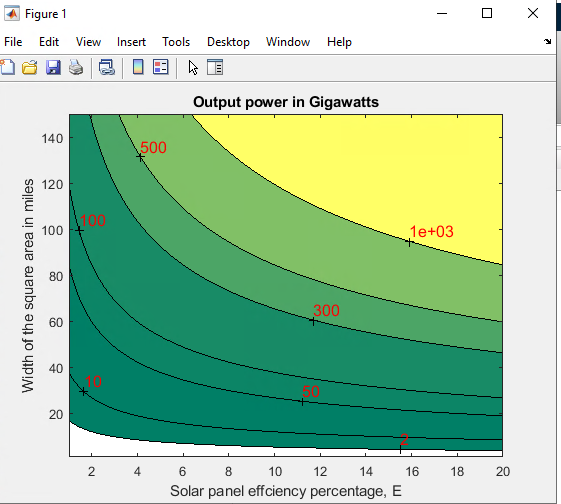 Figure 1
File Edit View Insert Tools Desktop Window Help
Output power in Gigawatts
140
120
100
80
60
40
20
Width of the square area in miles
500
100
1e+03
300
10
50
2
2 4 6 8 10 12 14 16 18 20
Solar panel effciency percentage, E